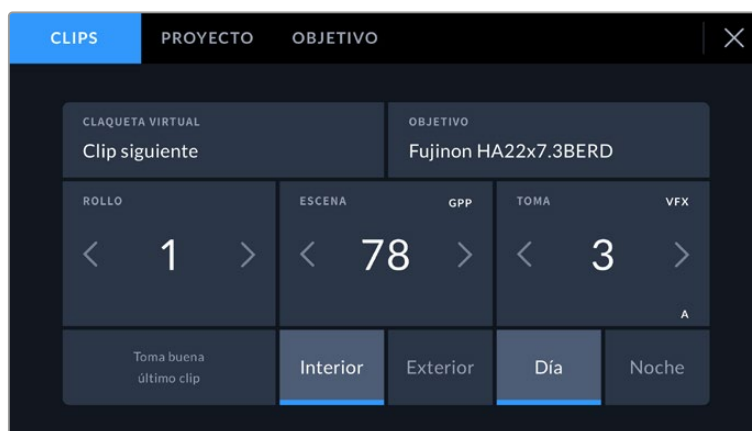 CLIPS PROYECTO OBJETIVO
CLAQUETA VIRTUAL OBJETIVO
Clip siguiente Fujinon HA22x7.3BERD
ROLLO ESCENA GPP TOMA VFX
1 78 3
A
Toma buena
último clip
Interior Exterior Día Noche